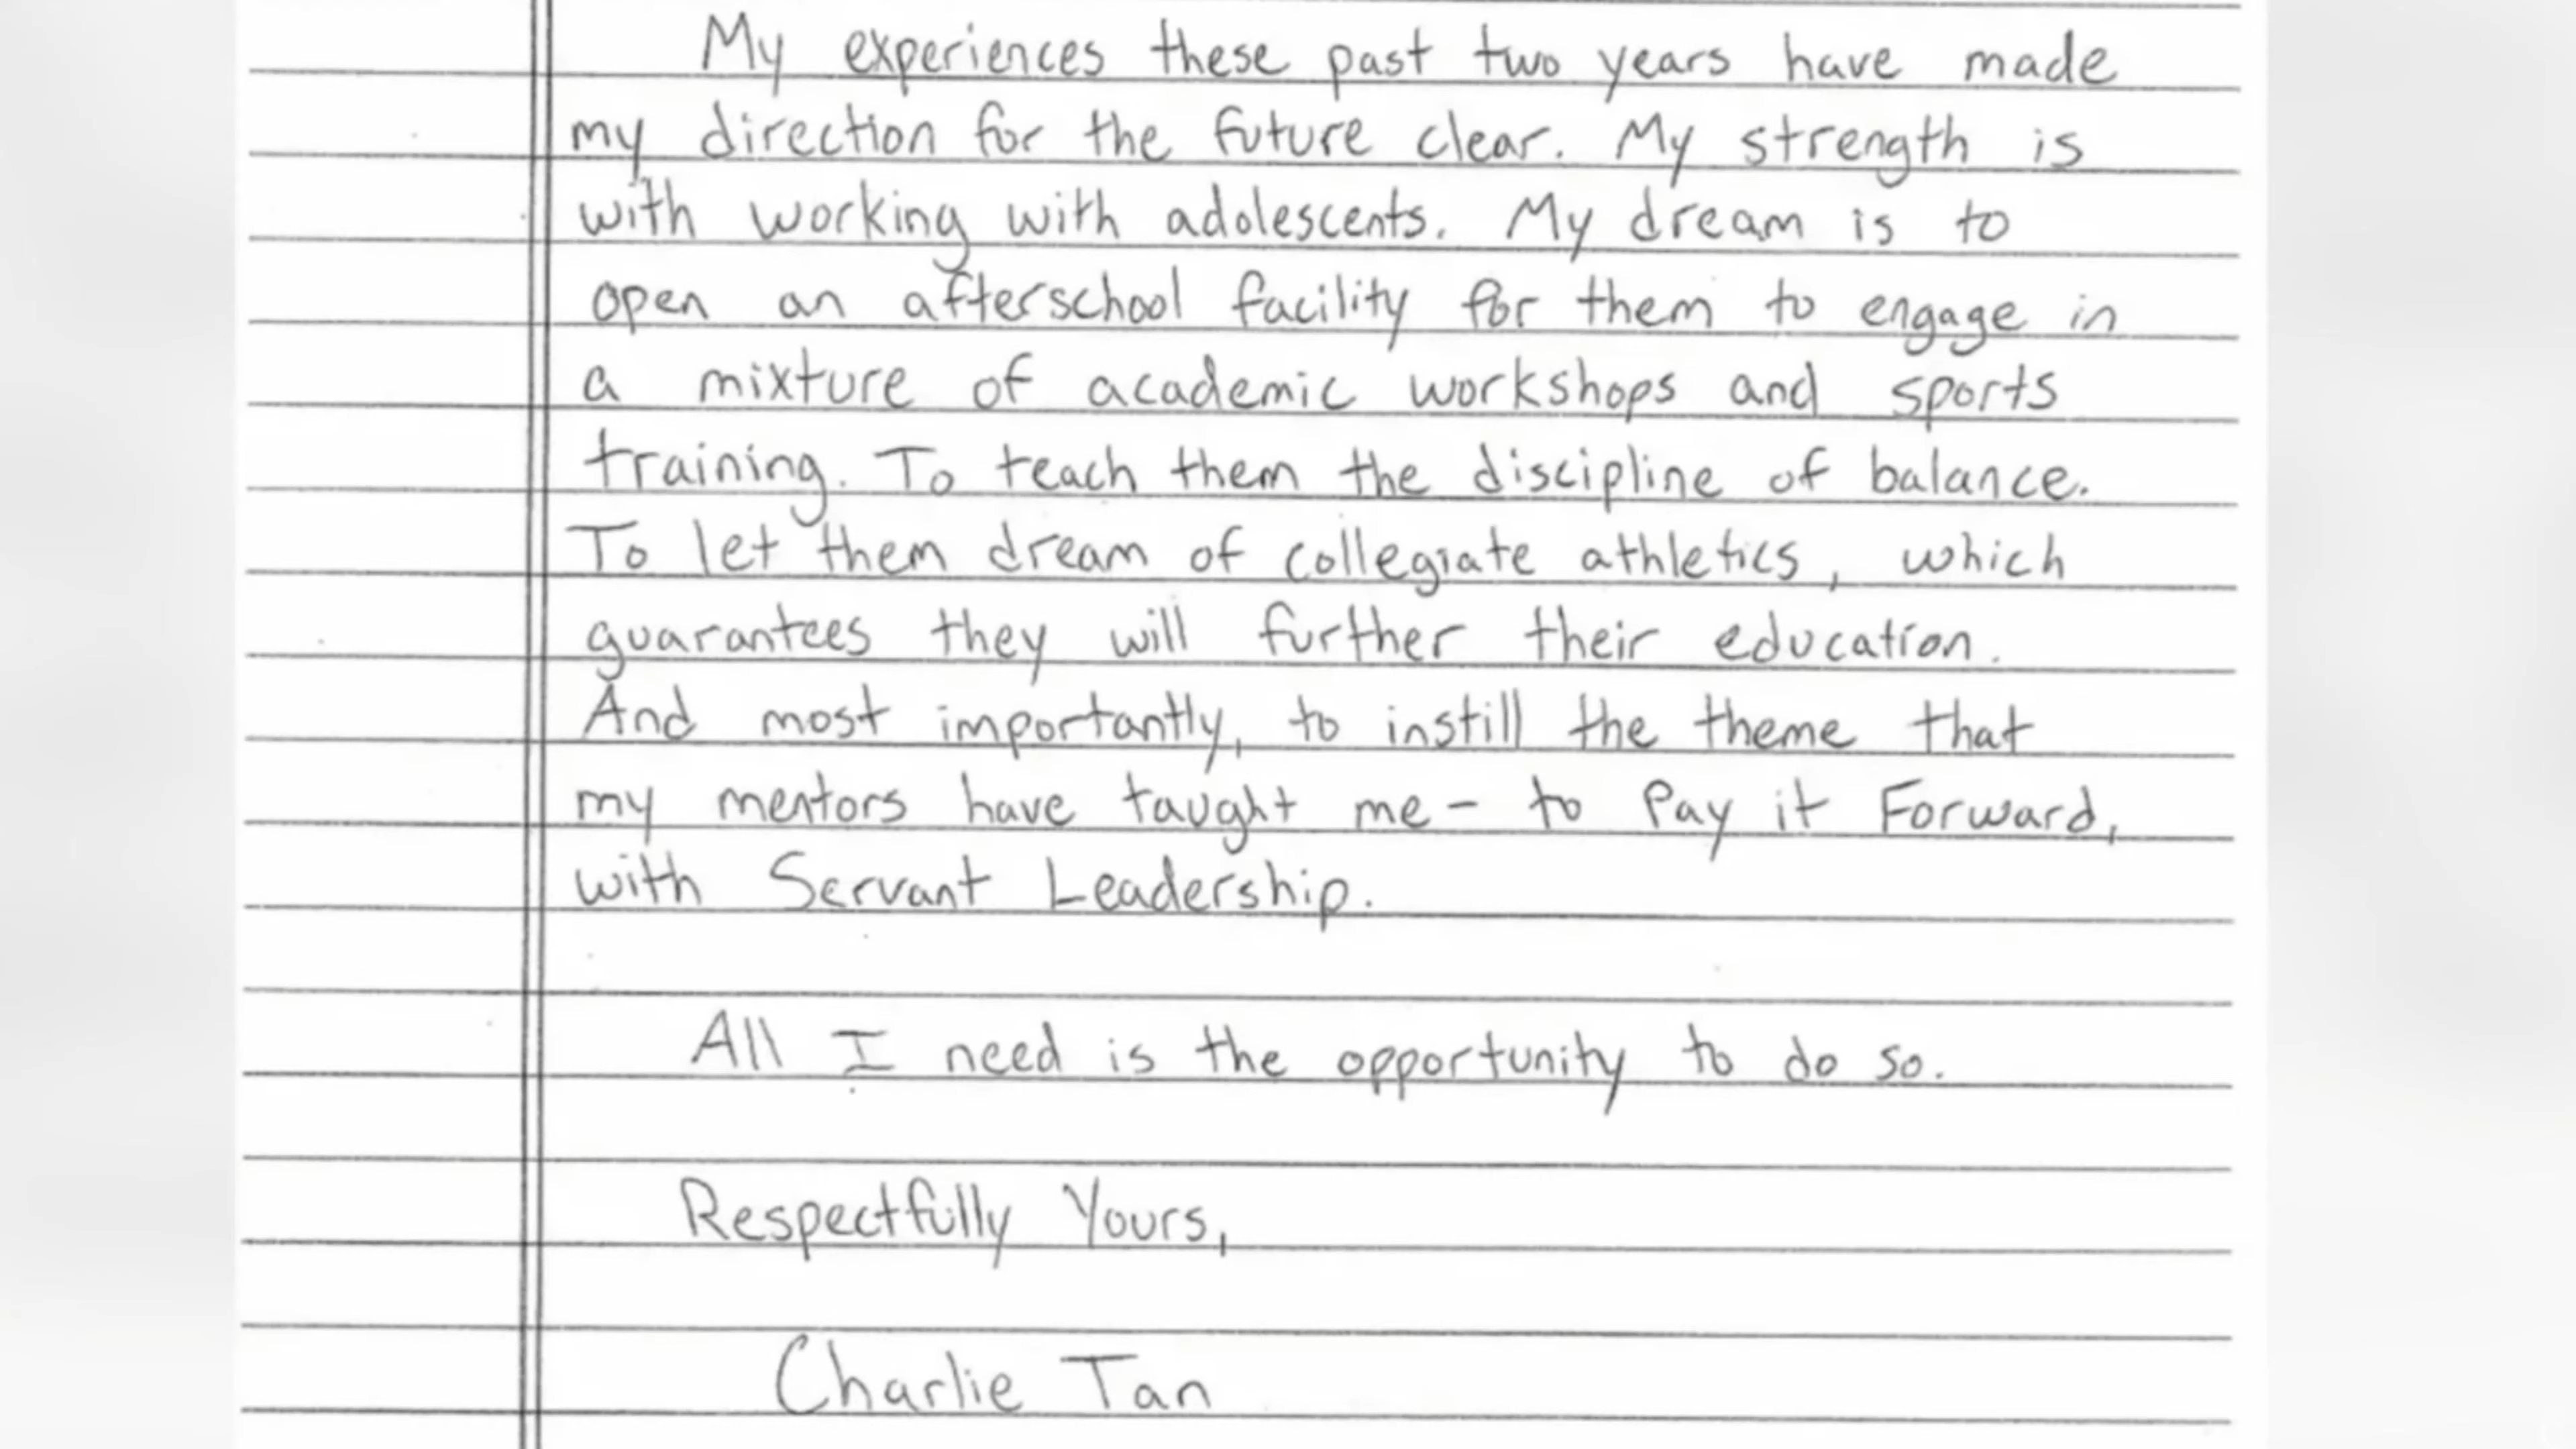 My experiences these past two years have made
my direction for the future clear. My strength is
with working with adolescents. My dream is to
open an afterschool facility for them to engage in
a mixture of academic workshops and sports
training. To teach them the discipline of balance.
To let them dream of collegiate athletics, which
guarantees they will further their education.
And most importantly, to instill the theme that
my mentors have taught me - to Pay it Forward,
with Servant Leadership.
All I need is the opportunity to do so.
Respectfully Yours,
Charlie Tan